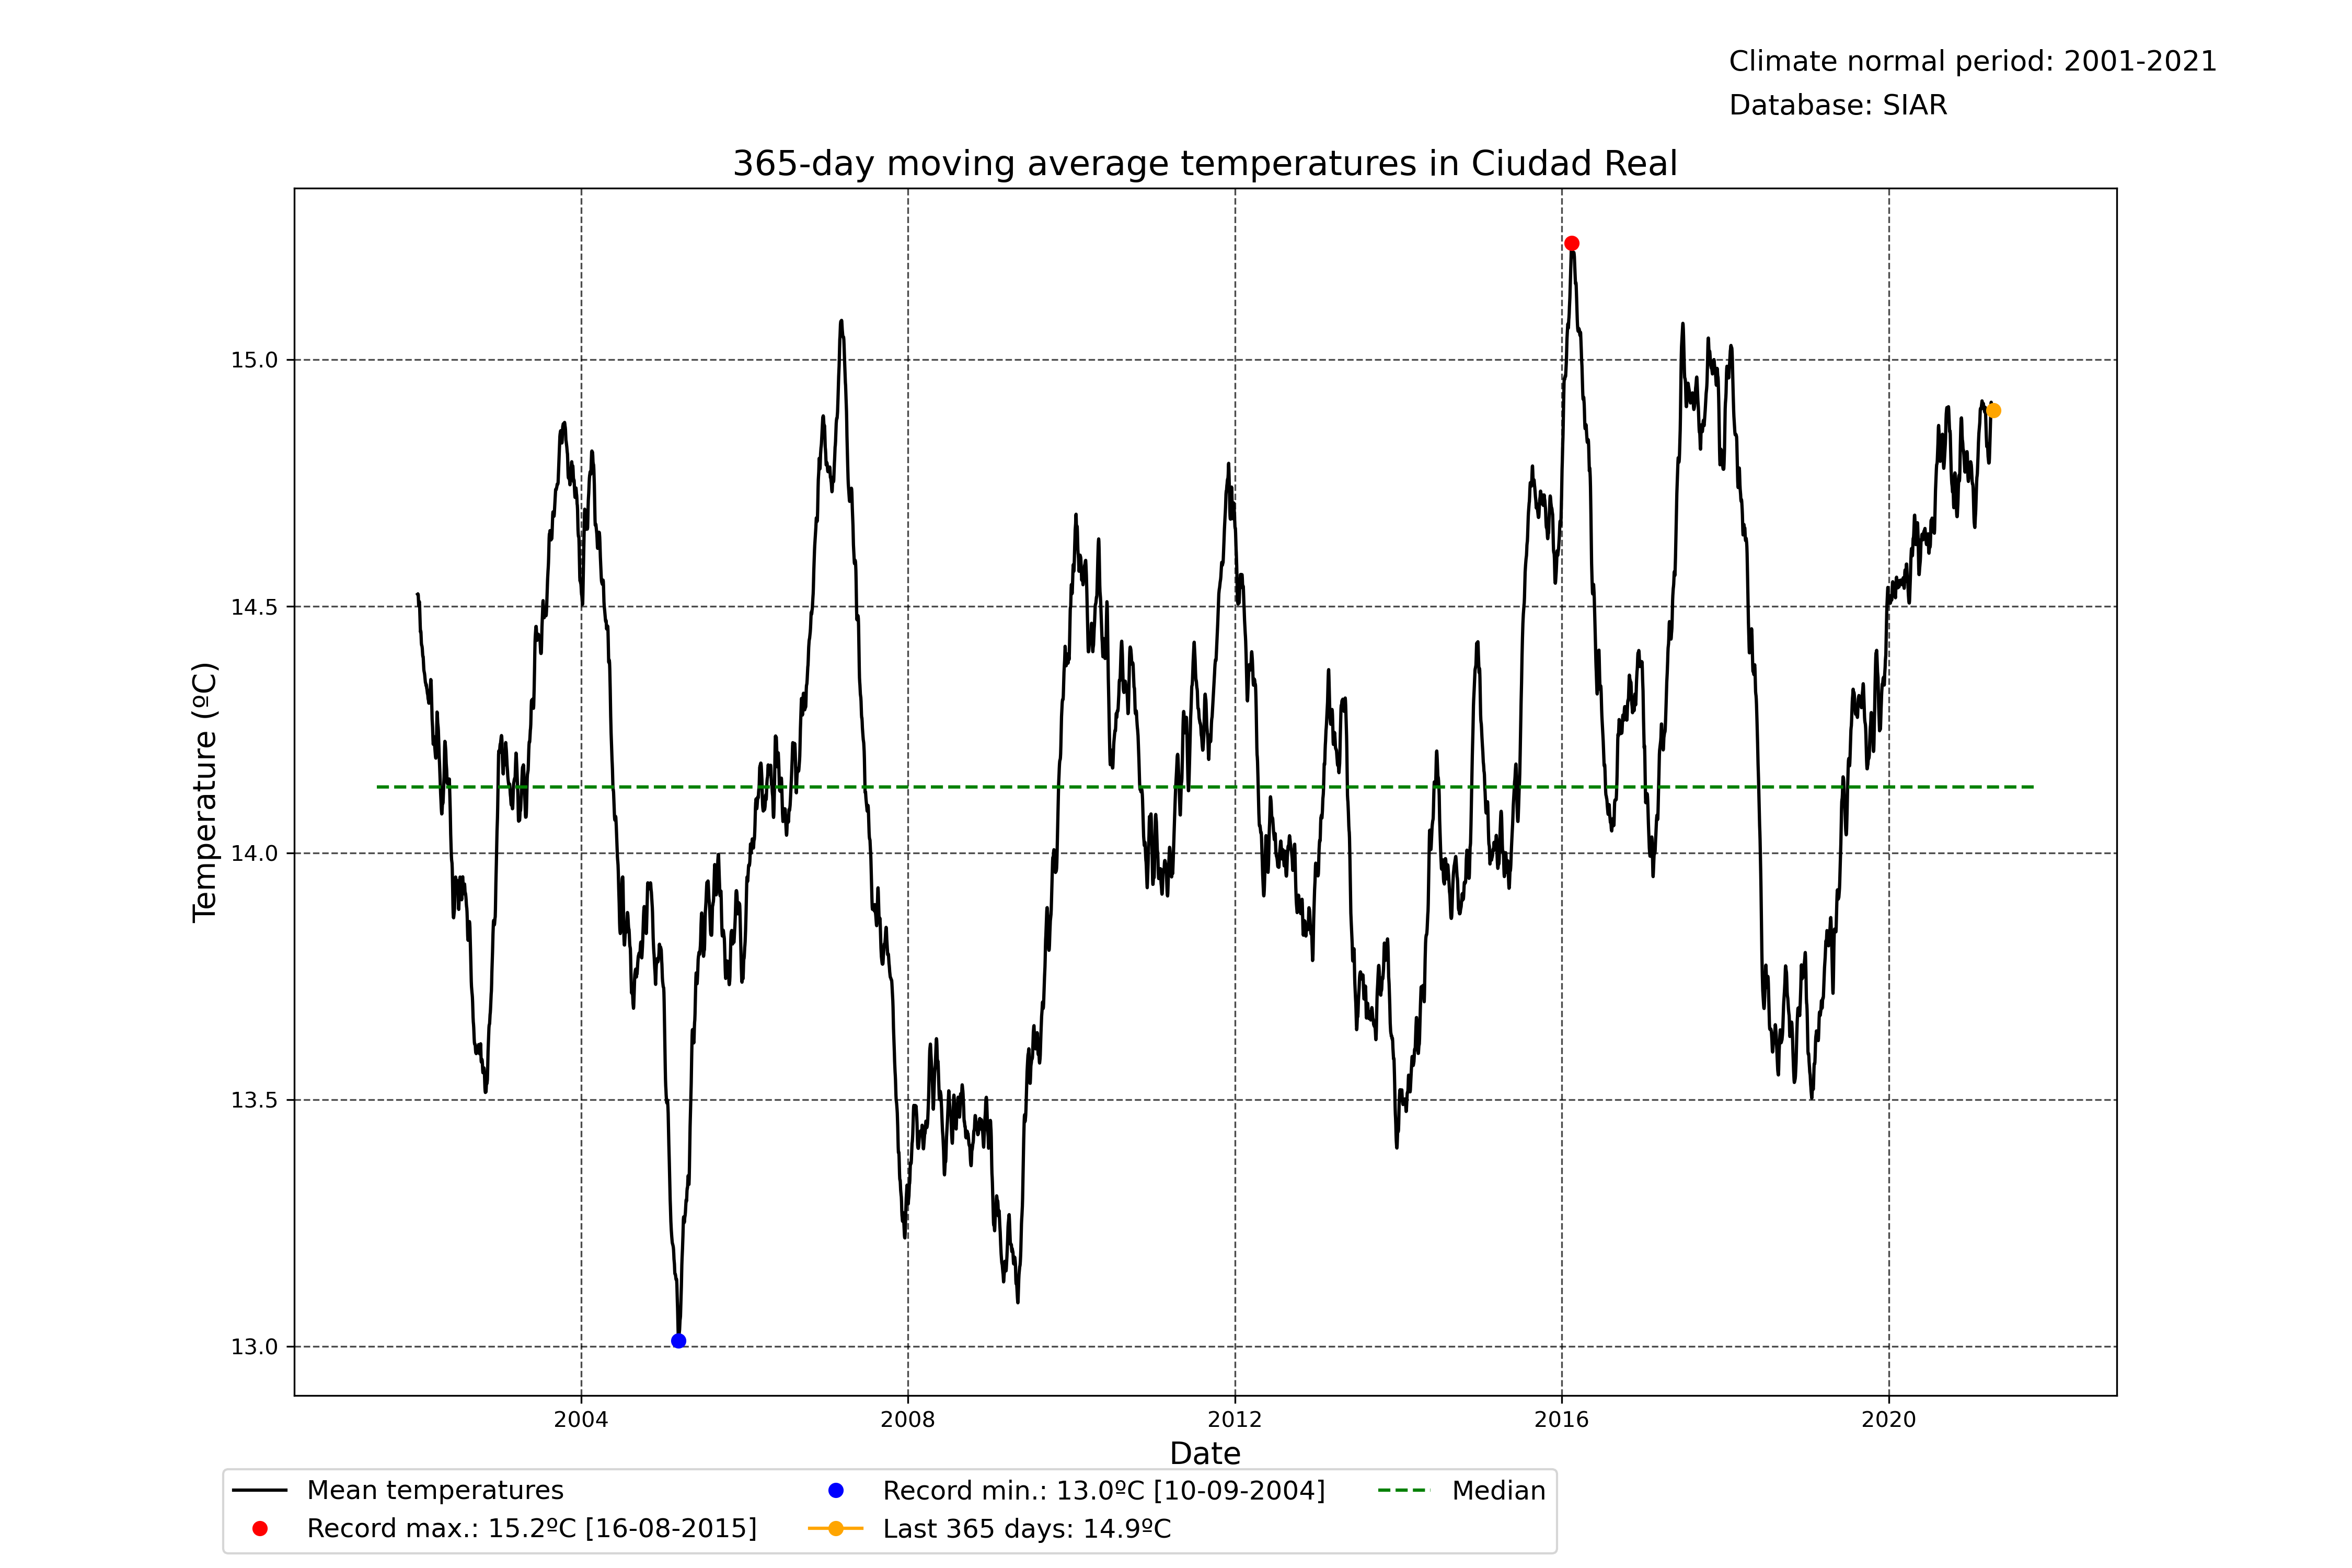 Climate normal period: 2001-2021
Database: SIAR
365-day moving average temperatures in Ciudad Real
Temperature (ºC)
15.0
14.5
14.0
13.5
13.0
2004
2008
2012
2016
2020
Date
Mean temperatures
Record max.: 15.2ºC [16-08-2015]
Record min.: 13.0ºC [10-09-2004]
Last 365 days: 14.9ºC
Median